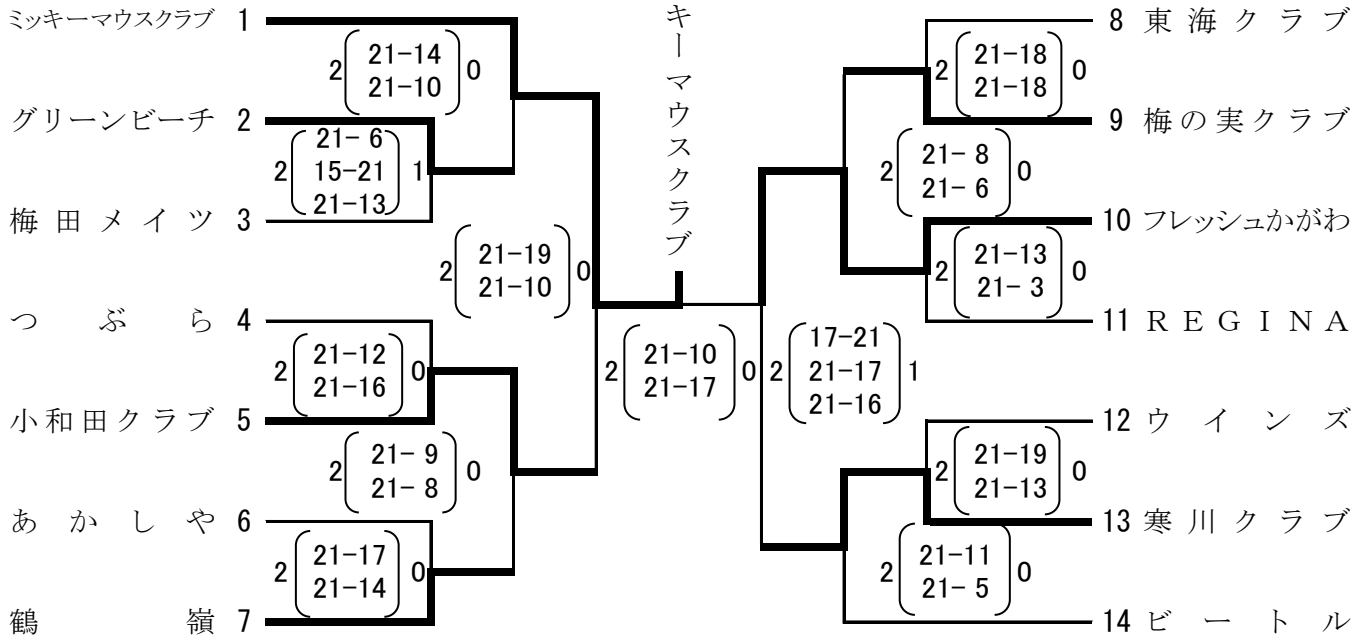 ミッキーマウスクラブ 1
2 21-14 0
21-10
グリーンビーチ 2
21- 6
2 15-21 1
21-13
梅田メイツ 3
2 21-19 0
21-10
つぶら 4
2 21-12 0
21-16
小和田クラブ 5
2 21- 9 0
21- 8
あかしや 6
2 21-17 0
21-14
鶴嶺 7
キーマウスクラブ
2 21-10 0
21-17
8 東海クラブ
2 21-18 0
21-18
9 梅の実クラブ
2 21- 8 0
21- 6
10 フレッシュかがわ
2 21-13 0
21- 3
11 ＲＥＧＩＮＡ
17-21
2 21-17 1
21-16
12 ウインズ
2 21-19 0
21-13
13 寒川クラブ
2 21-11 0
21- 5
14 ビートル